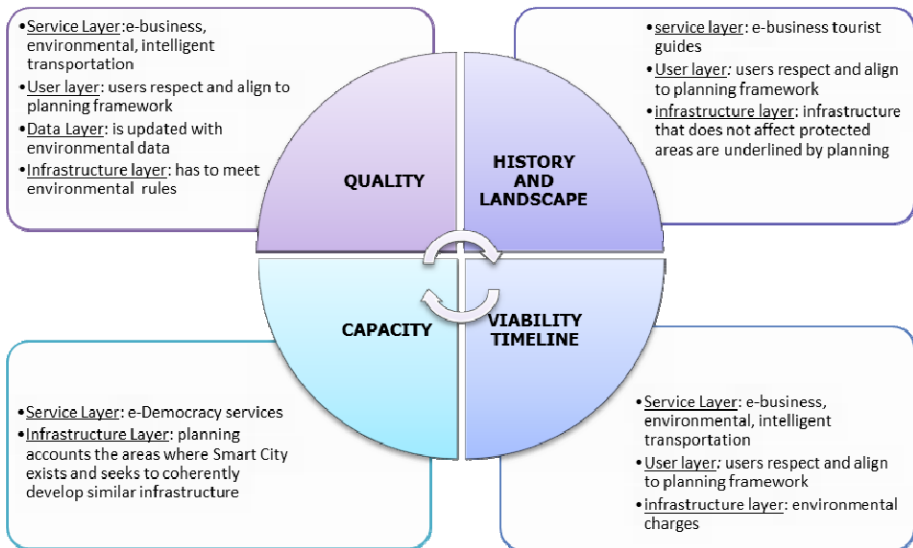 •Service Layer:e-business,
environmental, intelligent
transportation
•User layer: users respect and align to
planning framework
•Data Layer: is updated with
environmental data
•Infrastructure layer: has to meet
environmental rules
•service layer: e-business tourist
guides
•User layer: users respect and align
to planning framework
•infrastructure layer: infrastructure
that does not affect protected
areas are underlined by planning
QUALITY
HISTORY
AND
LANDSCAPE
CAPACITY
VIABILITY
TIMELINE
•Service Layer: e-Democracy services
•Infrastructure Layer: planning
accounts the areas where Smart City
exists and seeks to coherently
develop similar infrastructure
•Service Layer: e-business,
environmental, intelligent
transportation
•User layer: users respect and align
to planning framework
•infrastructure layer: environmental
charges